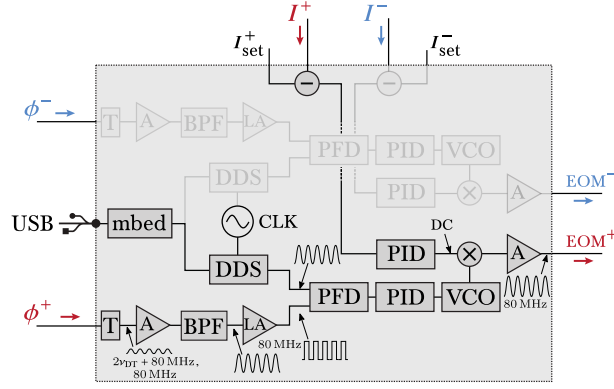 I⁺ I⁻
I⁺set I⁻set
ϕ⁻ T A BPF LA
PFD PID VCO
DDS PID A EOM⁻
USB mbed CLK
DC
PID A EOM⁺
DDS
PFD PID VCO 80 MHz
ϕ⁺ T A BPF LA 80 MHz
2νDT + 80 MHz,
80 MHz